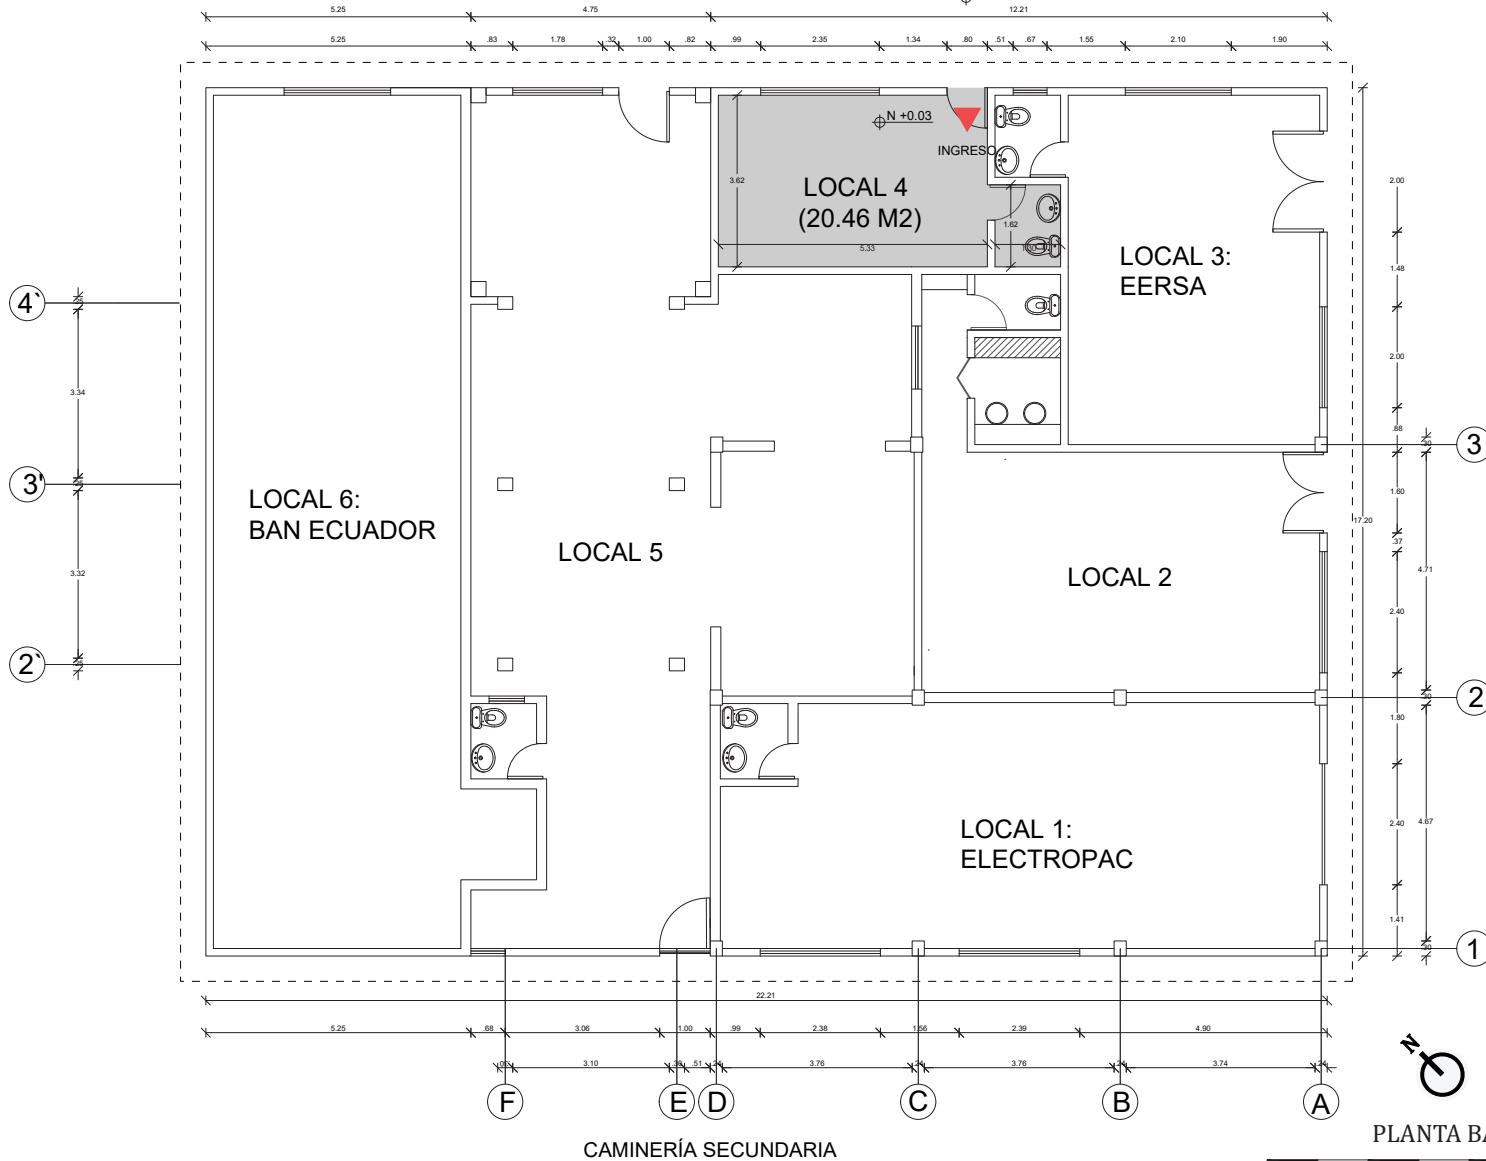 5.25 4.75 12.21
5.25 .83 1.78 .32 1.00 .82 .99 2.35 1.34 .80 .51 .67 1.55 2.10 1.90
N +0.03
INGRESO
3.62
LOCAL 4
(20.46 M2)
5.33
1.62
2.00
LOCAL 3:
EERSA
1.48
4`
2.00
3.34
.88
3
3'
LOCAL 6:
BAN ECUADOR
1.60
17.20
.37
LOCAL 5
4.71
3.32
LOCAL 2
2.40
2`
2
1.80
LOCAL 1:
ELECTROPAC
2.40
4.67
1.41
1
22.21
5.25 .68 3.06 1.00 .99 2.38 1.56 2.39 4.90
3.10 .51 3.76 3.76 3.74
N
F E D C B A
PLANTA BA
CAMINERÍA SECUNDARIA